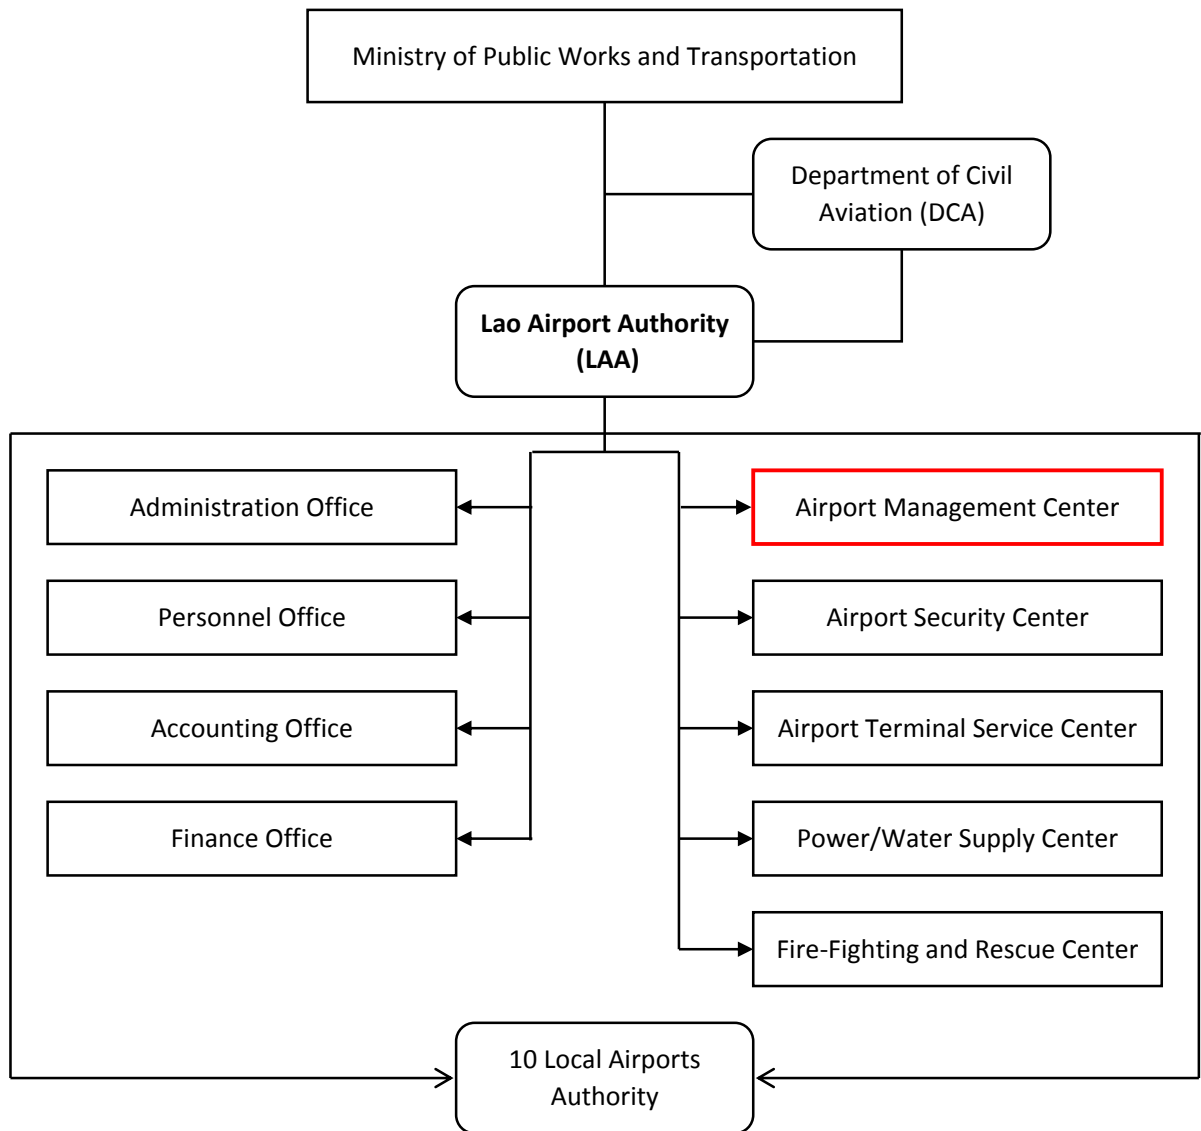 Ministry of Public Works and Transportation
Department of Civil
Aviation (DCA)
Lao Airport Authority
(LAA)
Administration Office
Personnel Office
Accounting Office
Finance Office
Airport Management Center
Airport Security Center
Airport Terminal Service Center
Power/Water Supply Center
Fire-Fighting and Rescue Center
10 Local Airports
Authority